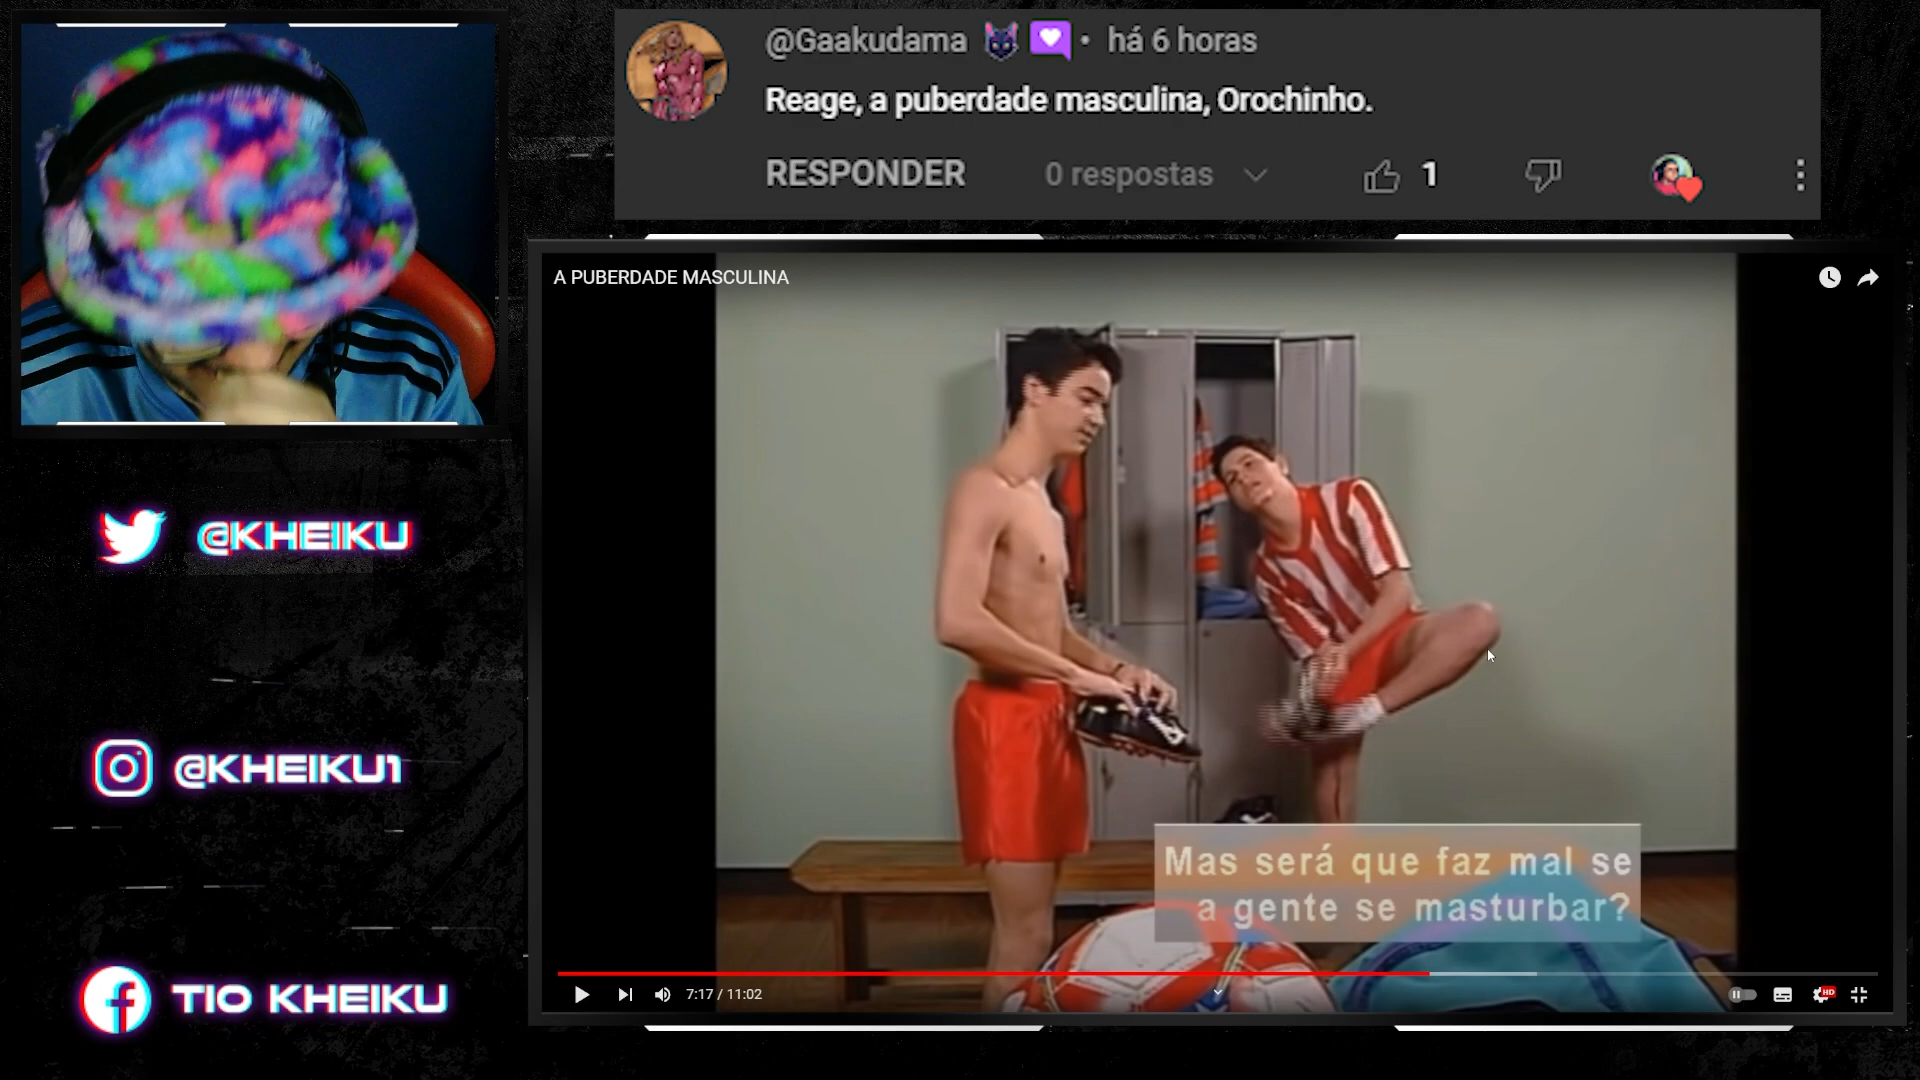 @Gaakudama • há 6 horas
Reage, a puberdade masculina, Orochinho.
RESPONDER 0 respostas 1
A PUBERDADE MASCULINA
@KHEIKU
@KHEIKU1
TIO KHEIKU
Mas será que faz mal se
a gente se masturbar?
7:17 / 11:02
HD